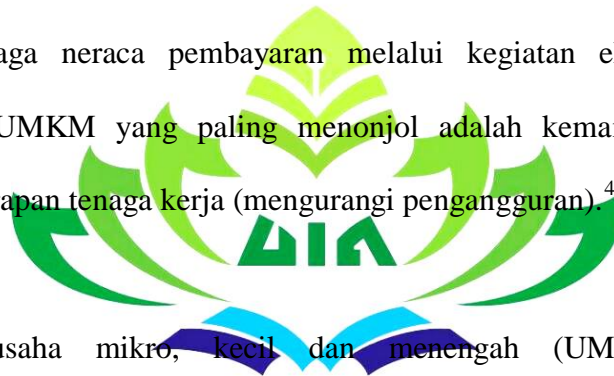 aga neraca pembayaran melalui kegiatan e
UMKM yang paling menonjol adalah kema
apan tenaga kerja (mengurangi pengangguran).4
usaha mikro, kecil dan menengah (UM